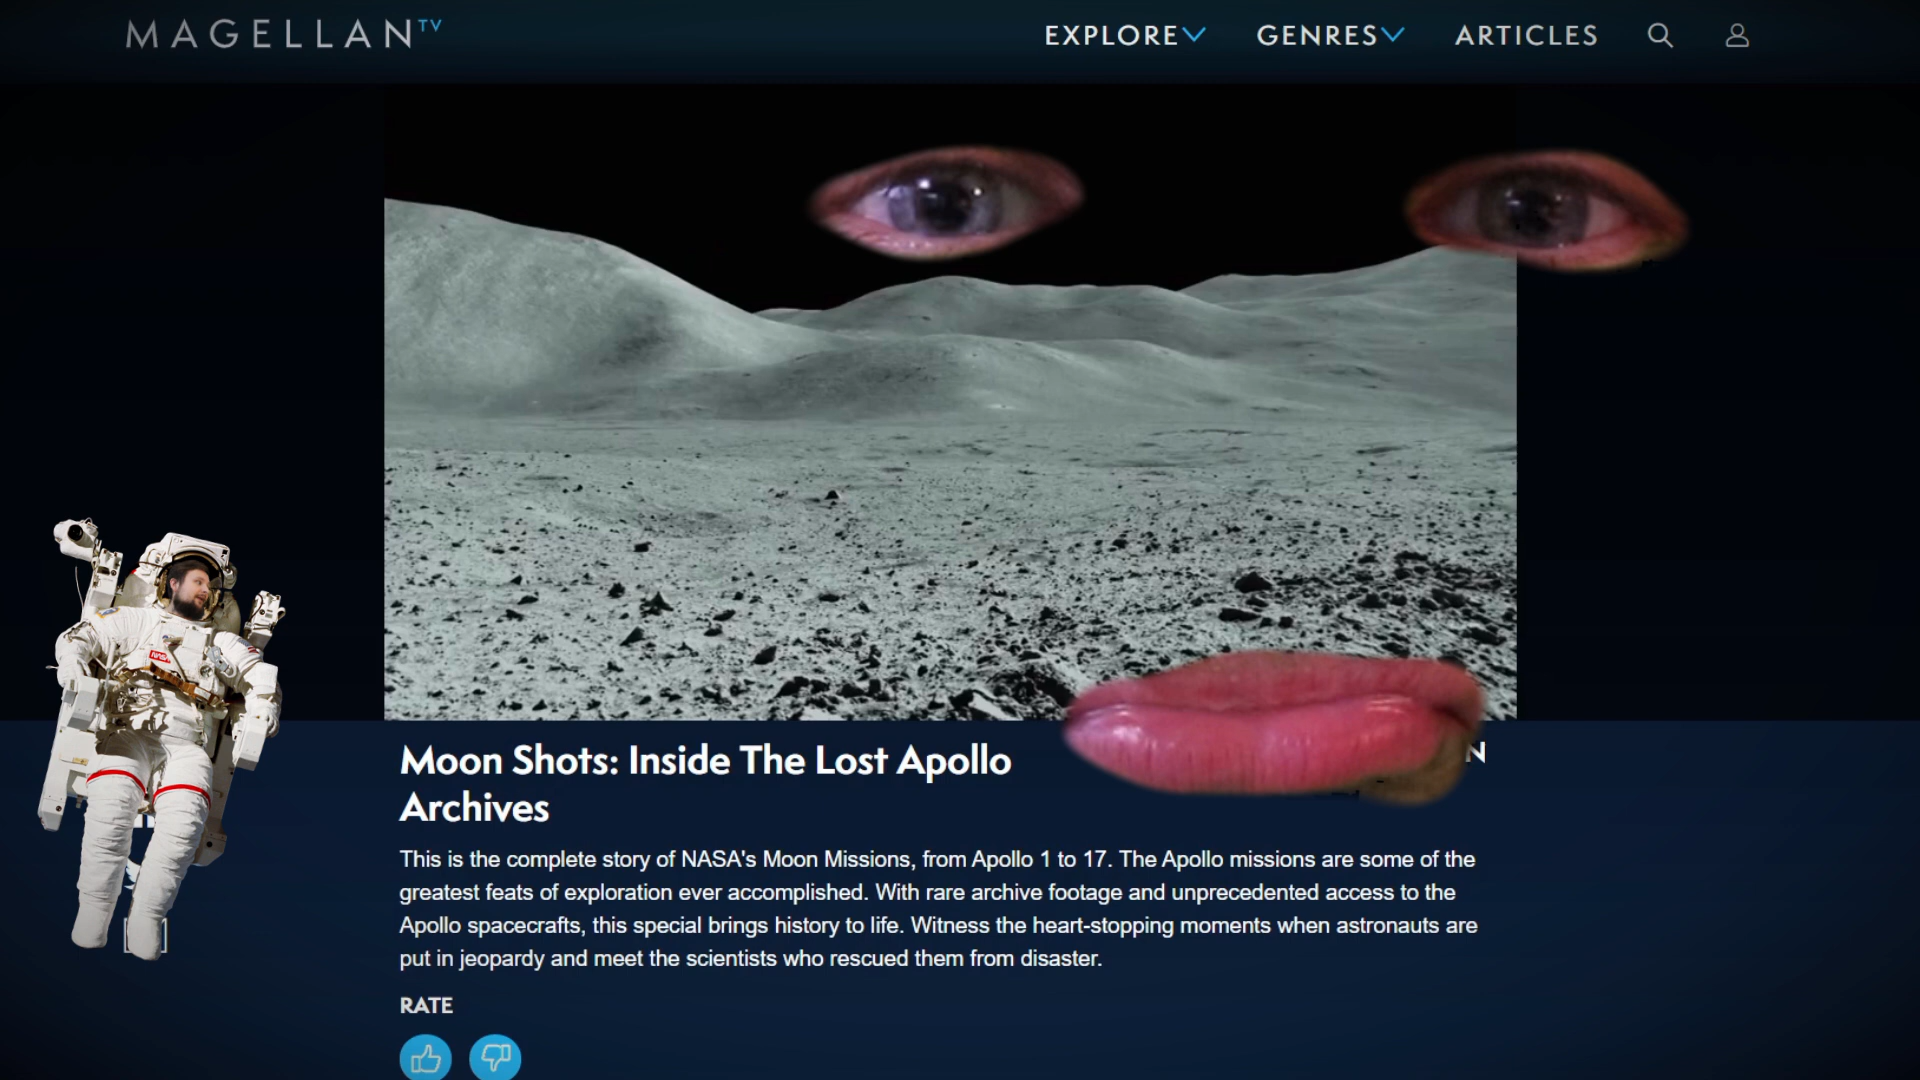 MAGELLANTV
EXPLORE
GENRES
ARTICLES
NASA
Moon Shots: Inside The Lost Apollo
Archives
N
This is the complete story of NASA's Moon Missions, from Apollo 1 to 17. The Apollo missions are some of the
greatest feats of exploration ever accomplished. With rare archive footage and unprecedented access to the
Apollo spacecrafts, this special brings history to life. Witness the heart-stopping moments when astronauts are
put in jeopardy and meet the scientists who rescued them from disaster.
RATE